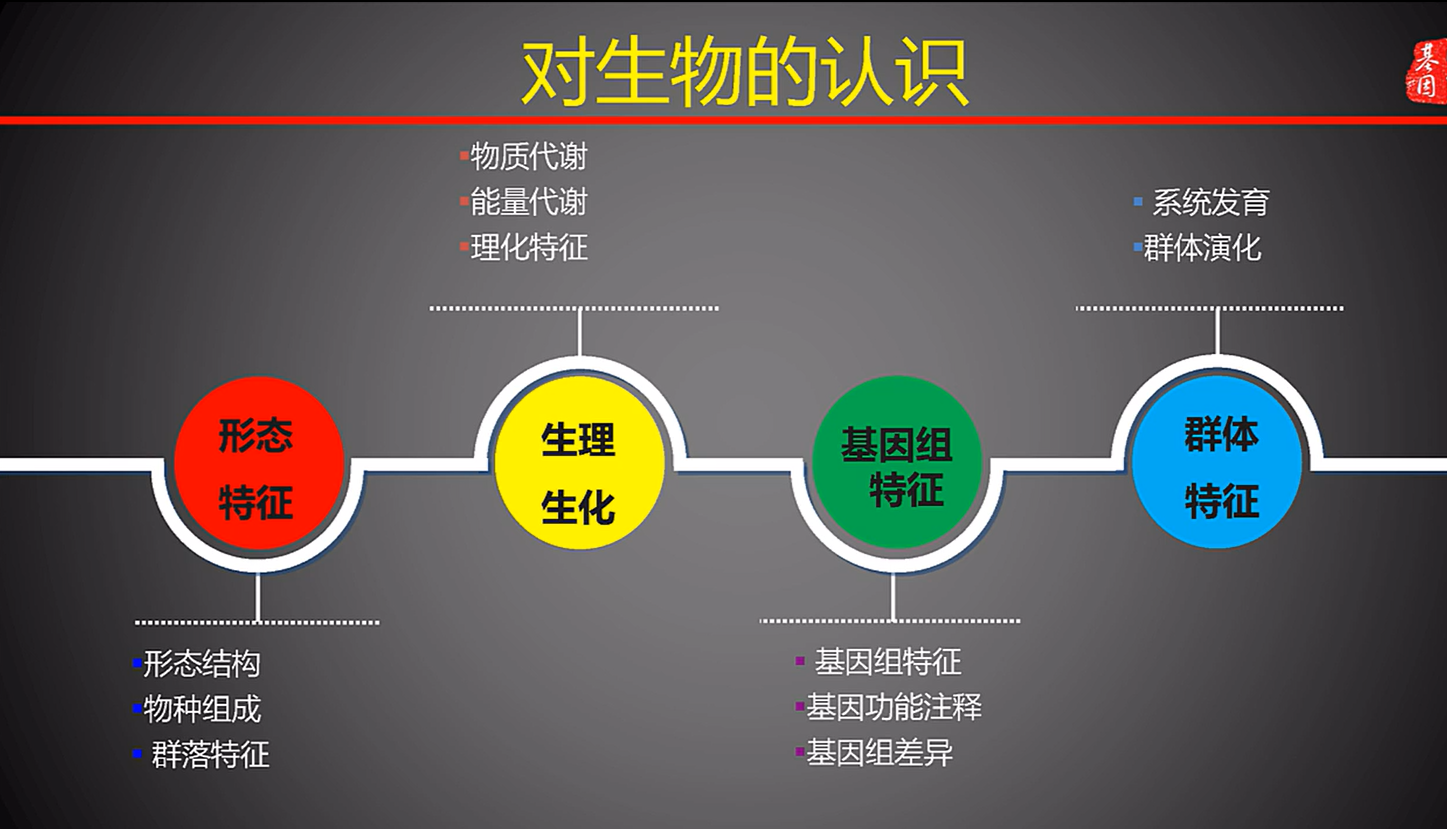 对生物的认识
基因
物质代谢
能量代谢
理化特征
系统发育
群体演化
形态
特征
生理
生化
基因组
特征
群体
特征
形态结构
物种组成
群落特征
基因组特征
基因功能注释
基因组差异